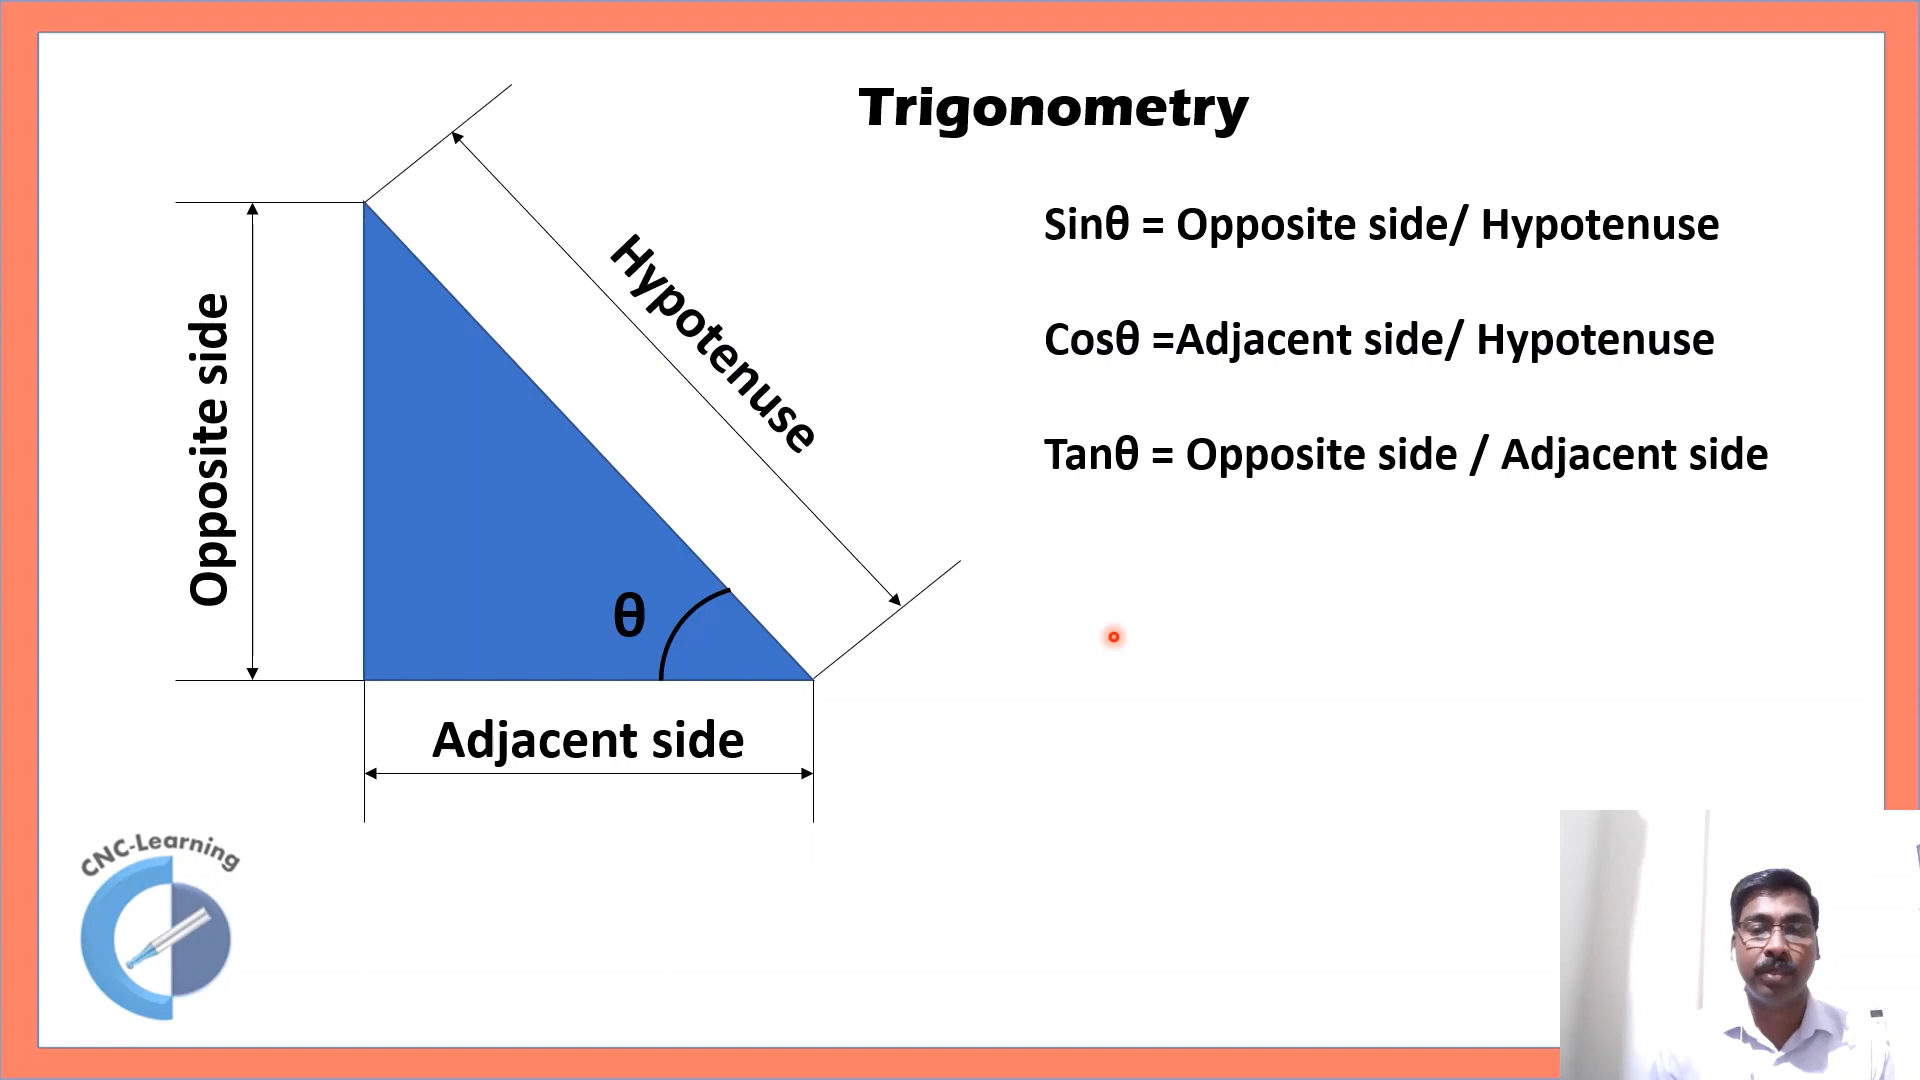 Trigonometry
Sinθ = Opposite side/ Hypotenuse
Cosθ =Adjacent side/ Hypotenuse
Tanθ = Opposite side / Adjacent side
Hypotenuse
Opposite side
θ
Adjacent side
CNC-Learning